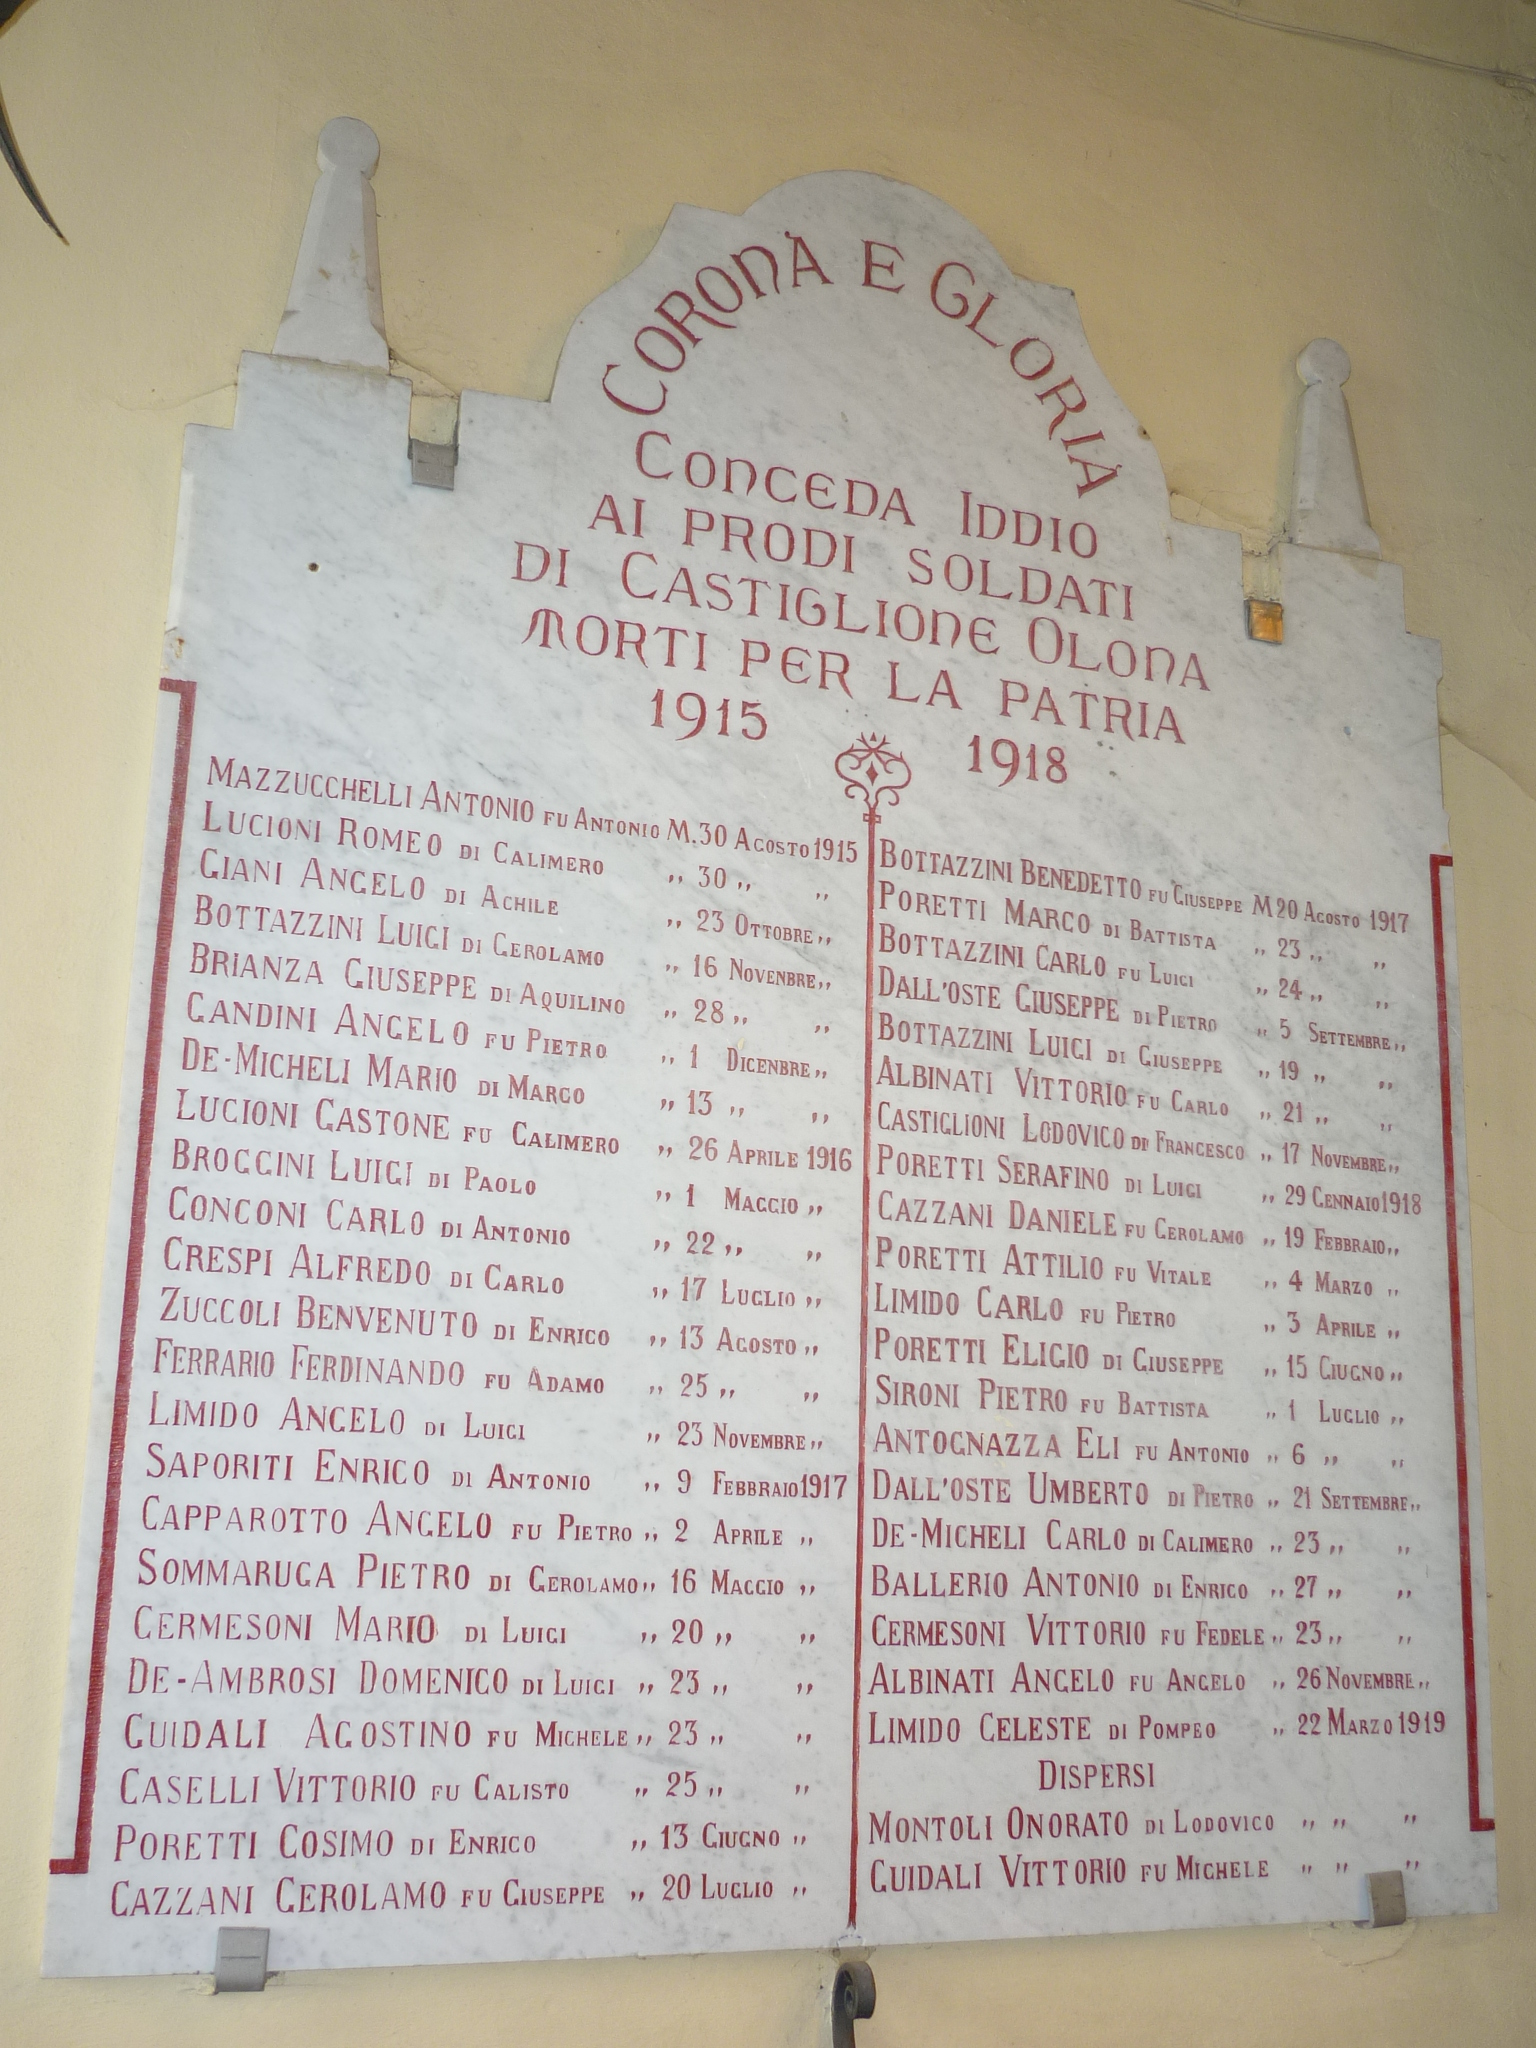 CORONA E GLORIA
CONCEDA IDDIO
AI PRODI SOLDATI
DI CASTIGLIONE OLONA
MORTI PER LA PATRIA
1915 1918
MAZZUCCHELLI ANTONIO FU ANTONIO M. 30 AGOSTO 1915
LUCIONI ROMEO DI CALIMERO ,, 30 ,, ,,
GIANI ANGELO DI ACHILE ,, 23 OTTOBRE ,,
BOTTAZZINI LUIGI DI GEROLAMO ,, 16 NOVENBRE ,,
BRIANZA GIUSEPPE DI AQUILINO ,, 28 ,, ,,
GANDINI ANGELO FU PIETRO ,, 1 DICENBRE ,,
DE-MICHELI MARIO DI MARCO ,, 13 ,, ,,
LUCIONI GASTONE FU CALIMERO ,, 26 APRILE 1916
BROGGINI LUIGI DI PAOLO ,, 1 MAGGIO ,,
CONCONI CARLO DI ANTONIO ,, 22 ,, ,,
CRESPI ALFREDO DI CARLO ,, 17 LUGLIO ,,
ZUCCOLI BENVENUTO DI ENRICO ,, 13 AGOSTO ,,
FERRARIO FERDINANDO FU ADAMO ,, 25 ,, ,,
LIMIDO ANGELO DI LUIGI ,, 23 NOVEMBRE ,,
SAPORITI ENRICO DI ANTONIO ,, 9 FEBBRAIO 1917
CAPPAROTTO ANGELO FU PIETRO ,, 2 APRILE ,,
SOMMARUGA PIETRO DI GEROLAMO ,, 16 MAGGIO ,,
CERMESONI MARIO DI LUIGI ,, 20 ,, ,,
DE-AMBROSI DOMENICO DI LUIGI ,, 23 ,, ,,
GUIDALI AGOSTINO FU MICHELE ,, 23 ,, ,,
CASELLI VITTORIO FU CALISTO ,, 25 ,, ,,
PORETTI COSIMO DI ENRICO ,, 13 GIUGNO ,,
CAZZANI GEROLAMO FU GIUSEPPE ,, 20 LUGLIO ,,
BOTTAZZINI BENEDETTO FU GIUSEPPE M 20 AGOSTO 1917
PORETTI MARCO DI BATTISTA ,, 23 ,, ,,
BOTTAZZINI CARLO FU LUIGI ,, 24 ,, ,,
DALL'OSTE GIUSEPPE DI PIETRO ,, 5 SETTEMBRE ,,
BOTTAZZINI LUIGI DI GIUSEPPE ,, 19 ,, ,,
ALBINATI VITTORIO FU CARLO ,, 21 ,, ,,
CASTIGLIONI LODOVICO DI FRANCESCO ,, 17 NOVEMBRE ,,
PORETTI SERAFINO DI LUIGI ,, 29 GENNAIO 1918
CAZZANI DANIELE FU GEROLAMO ,, 19 FEBBRAIO ,,
PORETTI ATTILIO FU VITALE ,, 4 MARZO ,,
LIMIDO CARLO FU PIETRO ,, 3 APRILE ,,
PORETTI ELIGIO DI GIUSEPPE ,, 15 GIUGNO ,,
SIRONI PIETRO FU BATTISTA ,, 1 LUGLIO ,,
ANTOGNAZZA ELI FU ANTONIO ,, 6 ,, ,,
DALL'OSTE UMBERTO DI PIETRO ,, 21 SETTEMBRE ,,
DE-MICHELI CARLO DI CALIMERO ,, 23 ,, ,,
BALLERIO ANTONIO DI ENRICO ,, 27 ,, ,,
CERMESONI VITTORIO FU FEDELE ,, 23 ,, ,,
ALBINATI ANGELO FU ANGELO ,, 26 NOVEMBRE ,,
LIMIDO CELESTE DI POMPEO ,, 22 MARZO 1919
DISPERSI
MONTOLI ONORATO DI LODOVICO ,, ,, ,,
GUIDALI VITTORIO FU MICHELE ,, ,, ,,